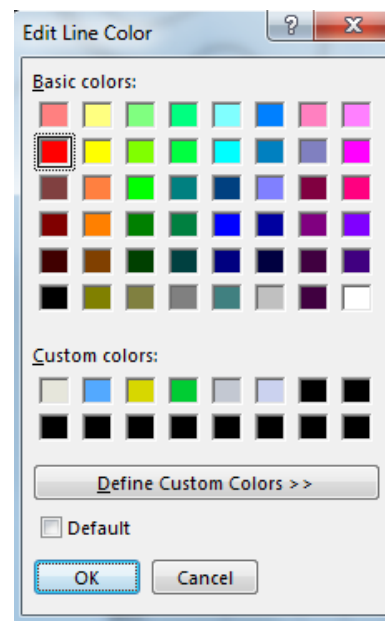 Edit Line Color
Basic colors:
Custom colors:
Define Custom Colors >>
Default
OK Cancel